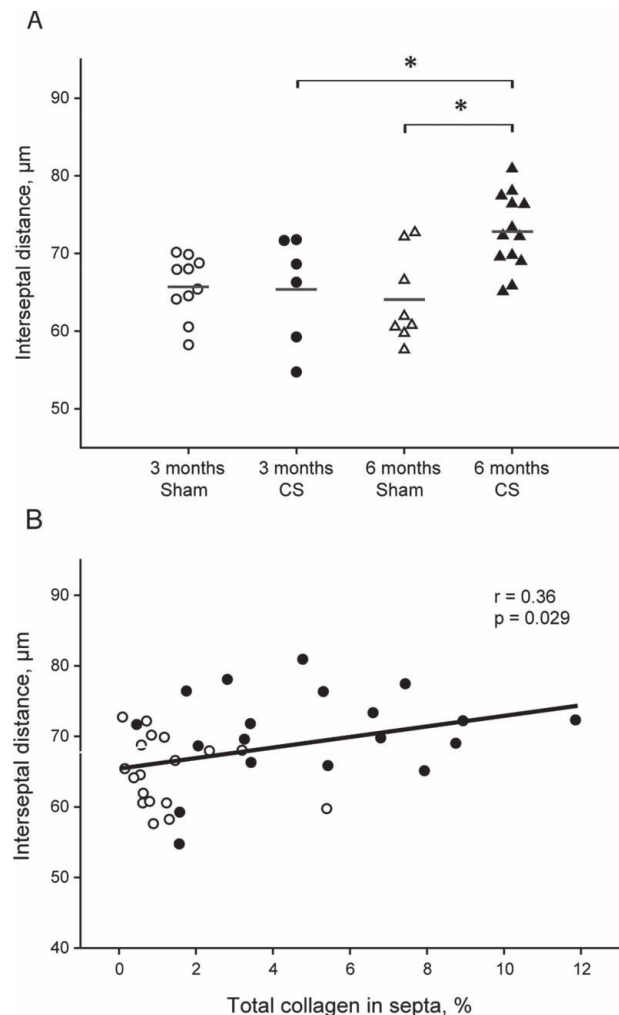 A
*
*
Interseptal distance, µm
90
80
70
60
50
3 months
Sham
3 months
CS
6 months
Sham
6 months
CS
B
r = 0.36
p = 0.029
Interseptal distance, µm
90
80
70
60
50
40
0
2
4
6
8
10
12
Total collagen in septa, %